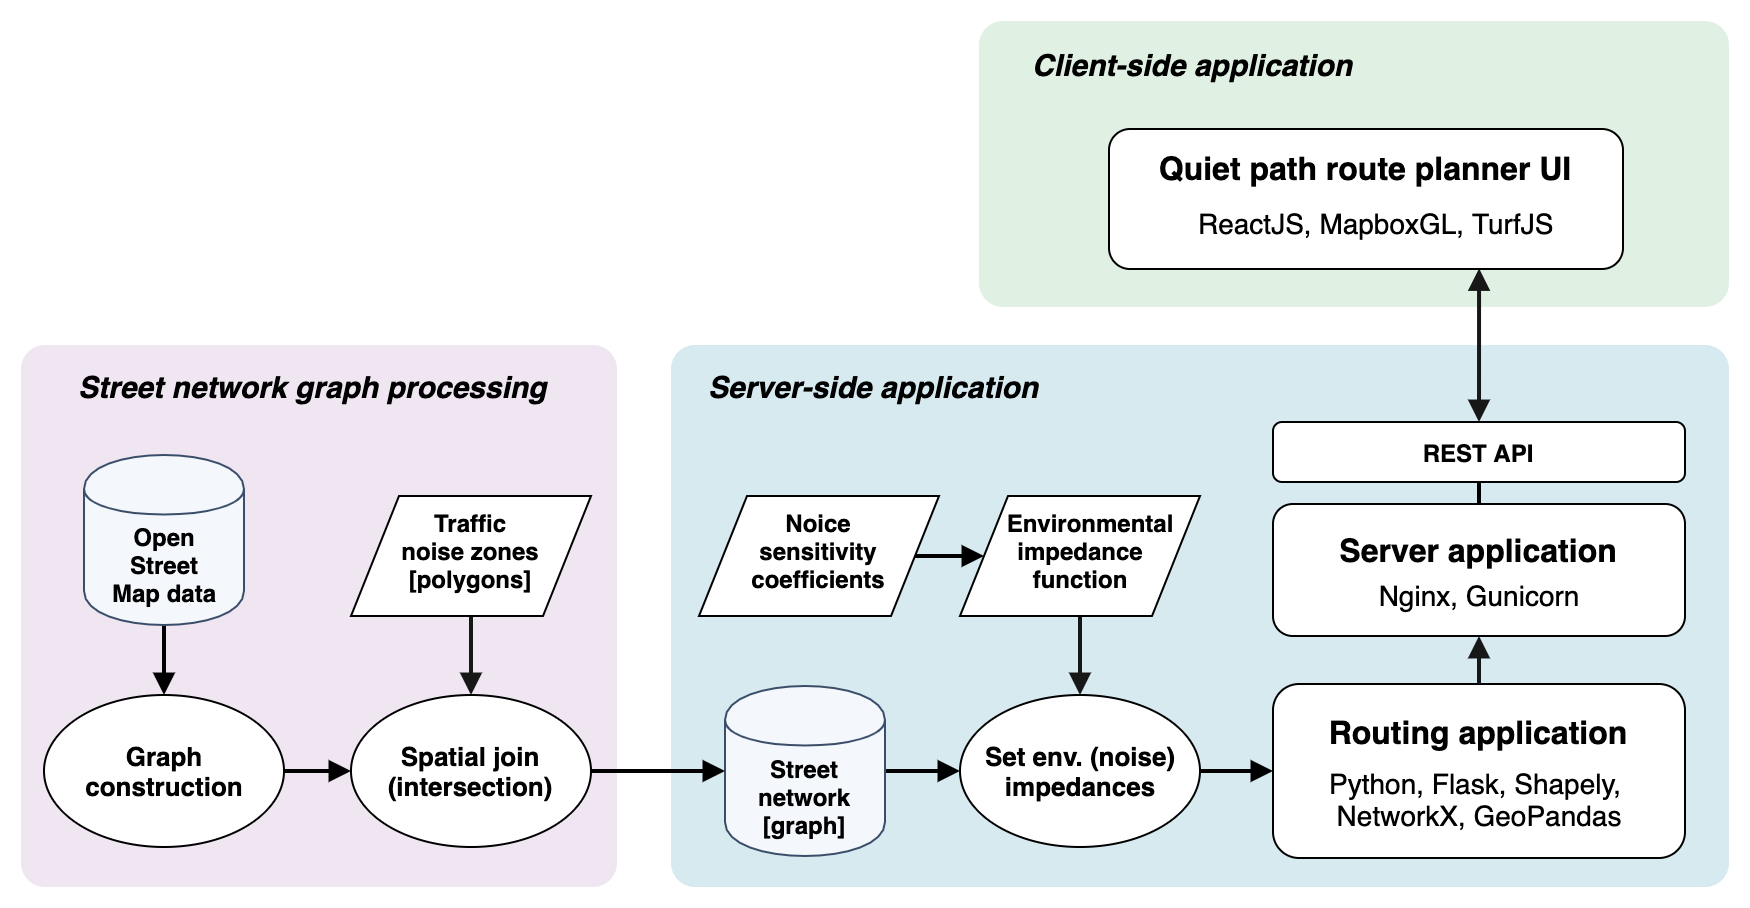 Client-side application
Quiet path route planner UI
ReactJS, MapboxGL, TurfJS
Street network graph processing
Open
Street
Map data
Traffic
noise zones
[polygons]
Graph
construction
Spatial join
(intersection)
Server-side application
Noice
sensitivity
coefficients
Environmental
impedance
function
Street
network
[graph]
Set env. (noise)
impedances
REST API
Server application
Nginx, Gunicorn
Routing application
Python, Flask, Shapely,
NetworkX, GeoPandas